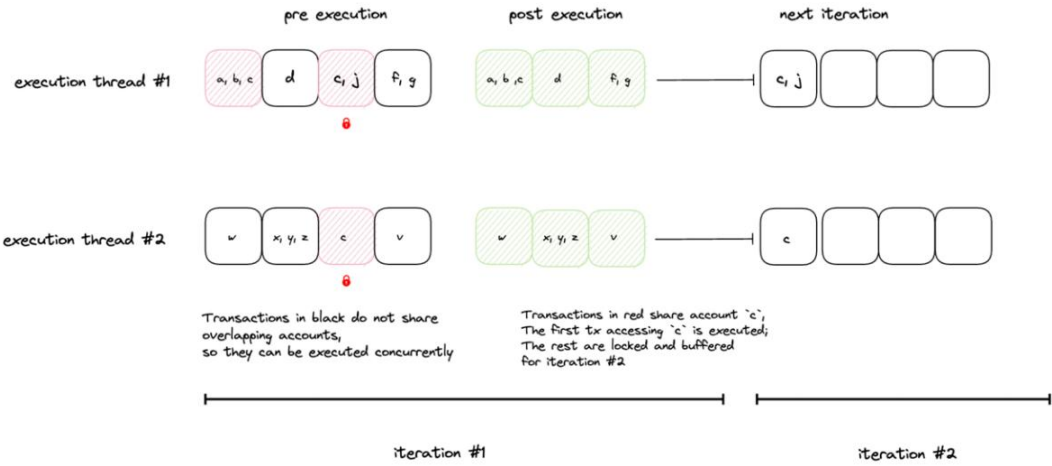 pre execution
post execution
next iteration
execution thread #1
a, b, c
d
c, j
f, g
a, b ,c
d
f, g
c, j
execution thread #2
w
x, y, z
c
v
w
x, y, z
v
c
Transactions in black do not share
overlapping accounts,
so they can be executed concurrently
Transactions in red share account `c`,
The first tx accessing `c` is executed;
The rest are locked and buffered
for iteration #2
iteration #1
iteration #2